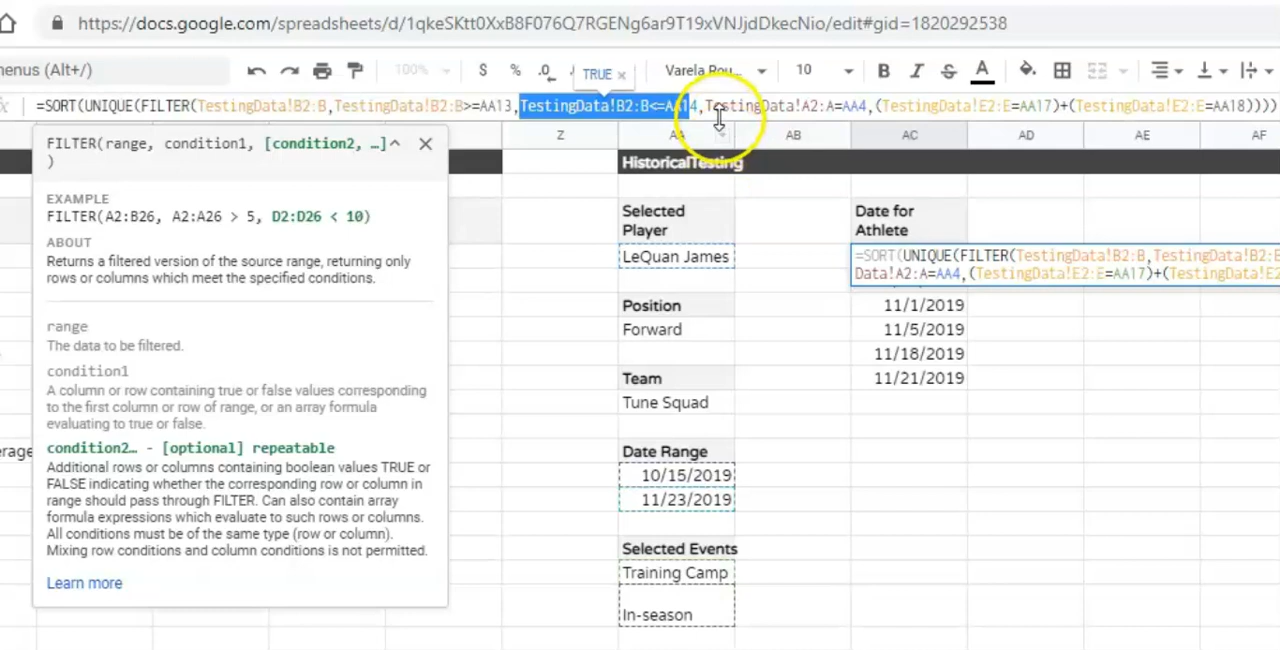 https://docs.google.com/spreadsheets/d/1qkeSKtt0XxB8F076Q7RGENg6ar9T19xVNJjdDkecNio/edit#gid=1820292538
nenus (Alt+/)
100%
$
%
.0
TRUE ×
Varela Rou...
10
B
I
S
A
=SORT(UNIQUE(FILTER(TestingData!B2:B,TestingData!B2:B>=AA13,TestingData!B2:B<=AA14,TestingData!A2:A=AA4,(TestingData!E2:E=AA17)+(TestingData!E2:E=AA18))))
Z
AA
AB
AC
AD
AE
AF
FILTER(range, condition1, [condition2, …]
)
EXAMPLE
FILTER(A2:B26, A2:A26 > 5, D2:D26 < 10)
ABOUT
Returns a filtered version of the source range, returning only
rows or columns which meet the specified conditions.
range
The data to be filtered.
condition1
A column or row containing true or false values corresponding
to the first column or row of range, or an array formula
evaluating to true or false.
condition2… - [optional] repeatable
Additional rows or columns containing boolean values TRUE or
FALSE indicating whether the corresponding row or column in
range should pass through FILTER. Can also contain array
formula expressions which evaluate to such rows or columns.
All conditions must be of the same type (row or column).
Mixing row conditions and column conditions is not permitted.
Learn more
erage
HistoricalTesting
Selected
Player
LeQuan James
Position
Forward
Team
Tune Squad
Date Range
10/15/2019
11/23/2019
Selected Events
Training Camp
In-season
Date for
Athlete
=SORT(UNIQUE(FILTER(TestingData!B2:B,TestingData!B2:B
Data!A2:A=AA4,(TestingData!E2:E=AA17)+(TestingData!E2
11/1/2019
11/5/2019
11/18/2019
11/21/2019